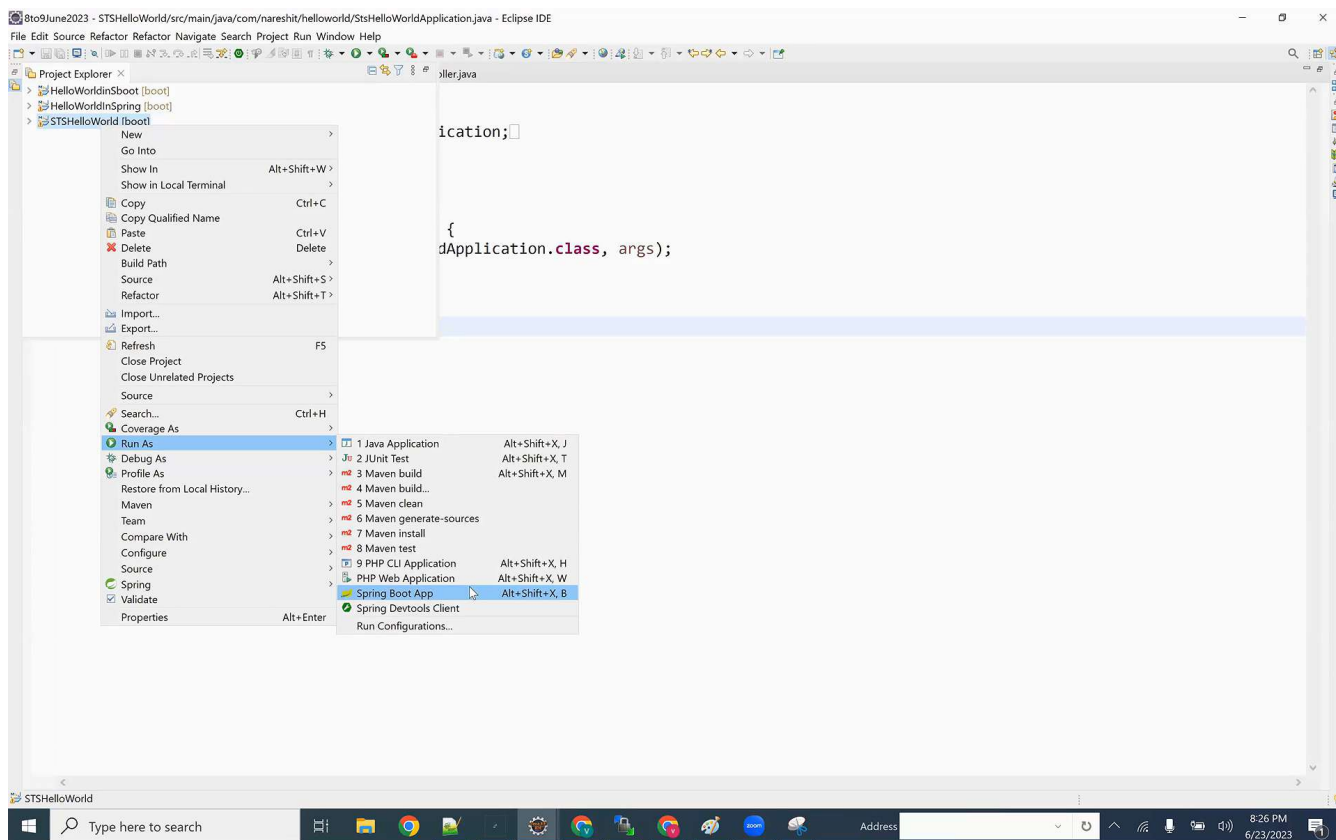 8to9June2023 - STSHelloWorld/src/main/java/com/nareshit/helloworld/StsHelloWorldApplication.java - Eclipse IDE
File Edit Source Refactor Refactor Navigate Search Project Run Window Help
Project Explorer
oller.java
HelloWorldinSboot [boot]
HelloWorldInSpring [boot]
STSHelloWorld [boot]
ication;
{
dApplication.class, args);
New
Go Into
Show In Alt+Shift+W
Show in Local Terminal
Copy Ctrl+C
Copy Qualified Name
Paste Ctrl+V
Delete Delete
Build Path
Source Alt+Shift+S
Refactor Alt+Shift+T
Import...
Export...
Refresh F5
Close Project
Close Unrelated Projects
Source
Search... Ctrl+H
Coverage As
Run As
Debug As
Profile As
Restore from Local History...
Maven
Team
Compare With
Configure
Source
Spring
Validate
Properties Alt+Enter
1 Java Application Alt+Shift+X, J
2 JUnit Test Alt+Shift+X, T
3 Maven build Alt+Shift+X, M
4 Maven build...
5 Maven clean
6 Maven generate-sources
7 Maven install
8 Maven test
9 PHP CLI Application Alt+Shift+X, H
PHP Web Application Alt+Shift+X, W
Spring Boot App Alt+Shift+X, B
Spring Devtools Client
Run Configurations...
STSHelloWorld
Type here to search
zoom
Address
8:26 PM
6/23/2023